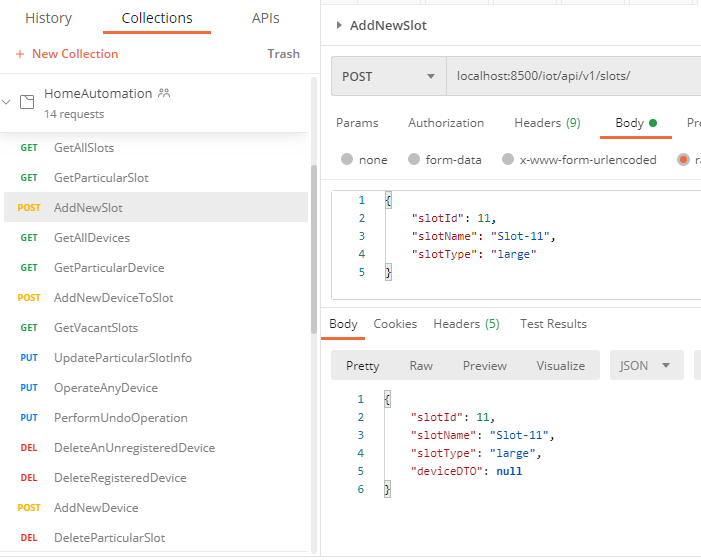 History Collections APIs
+ New Collection Trash
HomeAutomation
14 requests
GET GetAllSlots
GET GetParticularSlot
POST AddNewSlot
GET GetAllDevices
GET GetParticularDevice
POST AddNewDeviceToSlot
GET GetVacantSlots
PUT UpdateParticularSlotInfo
PUT OperateAnyDevice
PUT PerformUndoOperation
DEL DeleteAnUnregisteredDevice
DEL DeleteRegisteredDevice
POST AddNewDevice
DEL DeleteParticularSlot
AddNewSlot
POST localhost:8500/iot/api/v1/slots/
Params Authorization Headers (9) Body Pre
none form-data x-www-form-urlencoded ra
1 {
2 "slotId": 11,
3 "slotName": "Slot-11",
4 "slotType": "large"
5 }
Body Cookies Headers (5) Test Results
Pretty Raw Preview Visualize JSON
1 {
2 "slotId": 11,
3 "slotName": "Slot-11",
4 "slotType": "large",
5 "deviceDTO": null
6 }